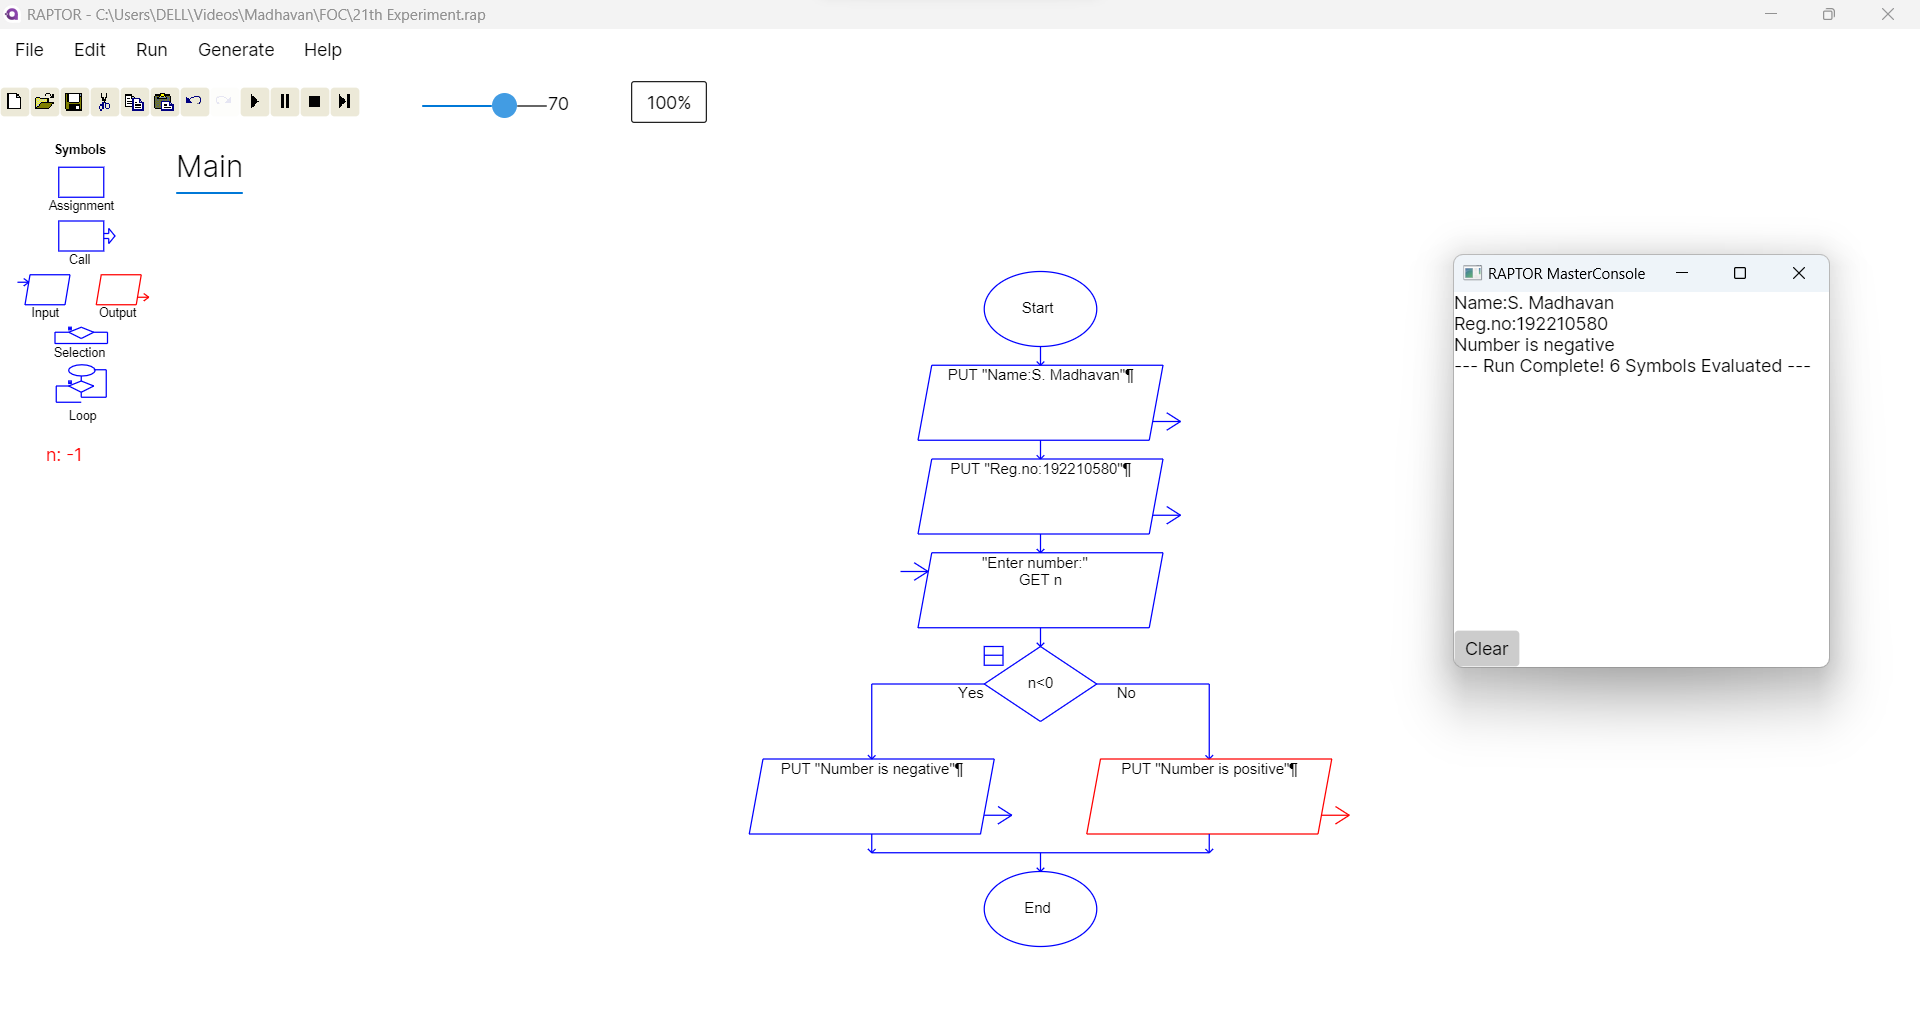 RAPTOR - C:\Users\DELL\Videos\Madhavan\FOC\21th Experiment.rap
File Edit Run Generate Help
70
100%
Symbols
Assignment
Call
Input Output
Selection
Loop
n: -1
Main
Start
PUT "Name:S. Madhavan"¶
PUT "Reg.no:192210580"¶
"Enter number:"
GET n
n<0
Yes No
PUT "Number is negative"¶
PUT "Number is positive"¶
End
RAPTOR MasterConsole
Name:S. Madhavan
Reg.no:192210580
Number is negative
--- Run Complete! 6 Symbols Evaluated ---
Clear